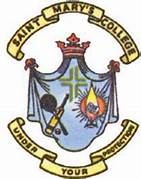 SAINT MARY'S COLLEGE
UNDER YOUR PROTECTION